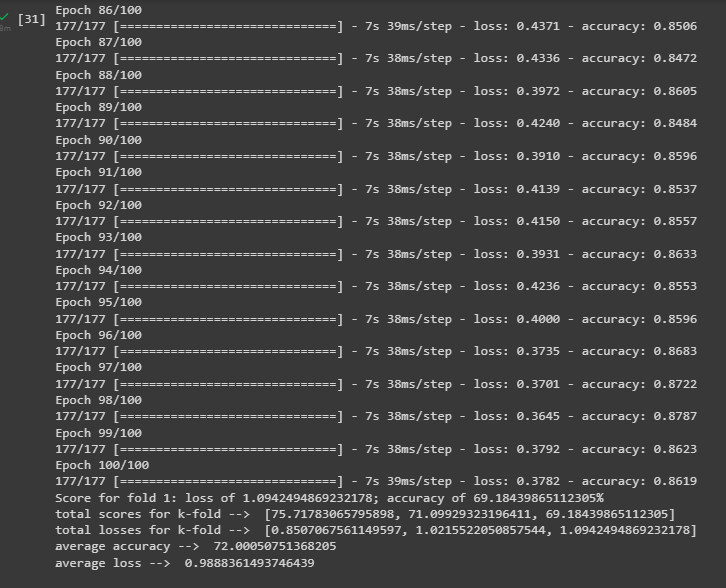 [31]
8m
Epoch 86/100
177/177 [==============================] - 7s 39ms/step - loss: 0.4371 - accuracy: 0.8506
Epoch 87/100
177/177 [==============================] - 7s 38ms/step - loss: 0.4336 - accuracy: 0.8472
Epoch 88/100
177/177 [==============================] - 7s 38ms/step - loss: 0.3972 - accuracy: 0.8605
Epoch 89/100
177/177 [==============================] - 7s 38ms/step - loss: 0.4240 - accuracy: 0.8484
Epoch 90/100
177/177 [==============================] - 7s 38ms/step - loss: 0.3910 - accuracy: 0.8596
Epoch 91/100
177/177 [==============================] - 7s 38ms/step - loss: 0.4139 - accuracy: 0.8537
Epoch 92/100
177/177 [==============================] - 7s 38ms/step - loss: 0.4150 - accuracy: 0.8557
Epoch 93/100
177/177 [==============================] - 7s 38ms/step - loss: 0.3931 - accuracy: 0.8633
Epoch 94/100
177/177 [==============================] - 7s 38ms/step - loss: 0.4236 - accuracy: 0.8553
Epoch 95/100
177/177 [==============================] - 7s 38ms/step - loss: 0.4000 - accuracy: 0.8596
Epoch 96/100
177/177 [==============================] - 7s 38ms/step - loss: 0.3735 - accuracy: 0.8683
Epoch 97/100
177/177 [==============================] - 7s 38ms/step - loss: 0.3701 - accuracy: 0.8722
Epoch 98/100
177/177 [==============================] - 7s 38ms/step - loss: 0.3645 - accuracy: 0.8787
Epoch 99/100
177/177 [==============================] - 7s 38ms/step - loss: 0.3792 - accuracy: 0.8623
Epoch 100/100
177/177 [==============================] - 7s 39ms/step - loss: 0.3782 - accuracy: 0.8619
Score for fold 1: loss of 1.0942494869232178; accuracy of 69.18439865112305%
total scores for k-fold -->  [75.71783065795898, 71.09929323196411, 69.18439865112305]
total losses for k-fold -->  [0.8507067561149597, 1.0215522050857544, 1.0942494869232178]
average accuracy -->  72.00050751368205
average loss -->  0.9888361493746439